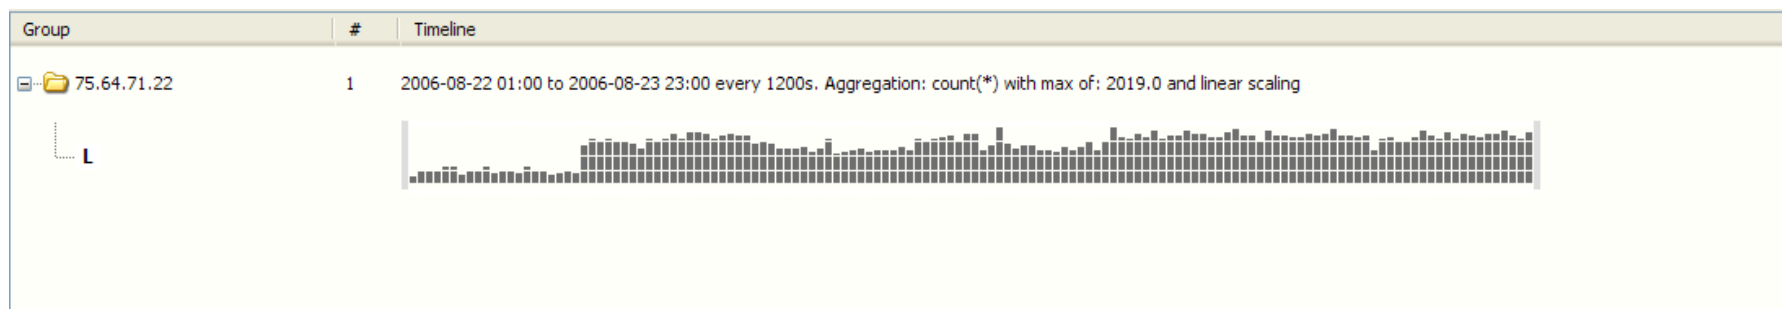 Group # Timeline
75.64.71.22 1 2006-08-22 01:00 to 2006-08-23 23:00 every 1200s. Aggregation: count(*) with max of: 2019.0 and linear scaling
L